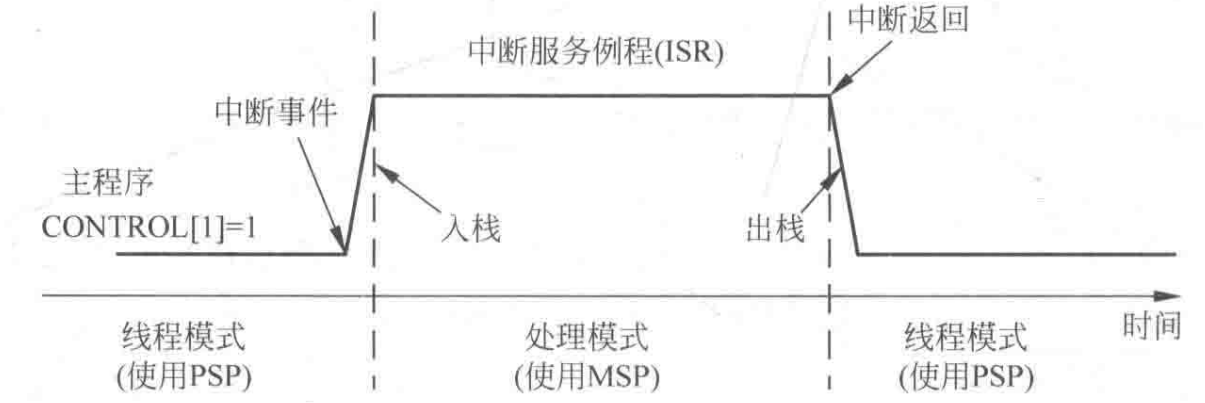 中断返回
中断服务例程(ISR)
中断事件
主程序
CONTROL[1]=1
入栈
出栈
时间
线程模式
(使用PSP)
处理模式
(使用MSP)
线程模式
(使用PSP)